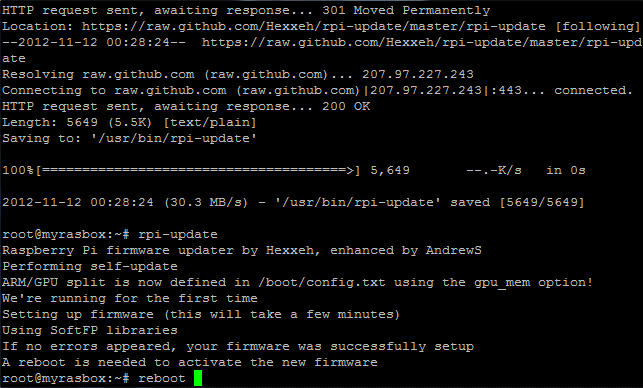 HTTP request sent, awaiting response... 301 Moved Permanently
Location: https://raw.github.com/Hexxeh/rpi-update/master/rpi-update [following]
--2012-11-12 00:28:24--  https://raw.github.com/Hexxeh/rpi-update/master/rpi-upd
ate
Resolving raw.github.com (raw.github.com)... 207.97.227.243
Connecting to raw.github.com (raw.github.com)|207.97.227.243|:443... connected.
HTTP request sent, awaiting response... 200 OK
Length: 5649 (5.5K) [text/plain]
Saving to: '/usr/bin/rpi-update'
100%[======================================>] 5,649       --.-K/s   in 0s
2012-11-12 00:28:24 (30.3 MB/s) - '/usr/bin/rpi-update' saved [5649/5649]
root@myrasbox:~# rpi-update
Raspberry Pi firmware updater by Hexxeh, enhanced by AndrewS
Performing self-update
ARM/GPU split is now defined in /boot/config.txt using the gpu_mem option!
We're running for the first time
Setting up firmware (this will take a few minutes)
Using SoftFP libraries
If no errors appeared, your firmware was successfully setup
A reboot is needed to activate the new firmware
root@myrasbox:~# reboot